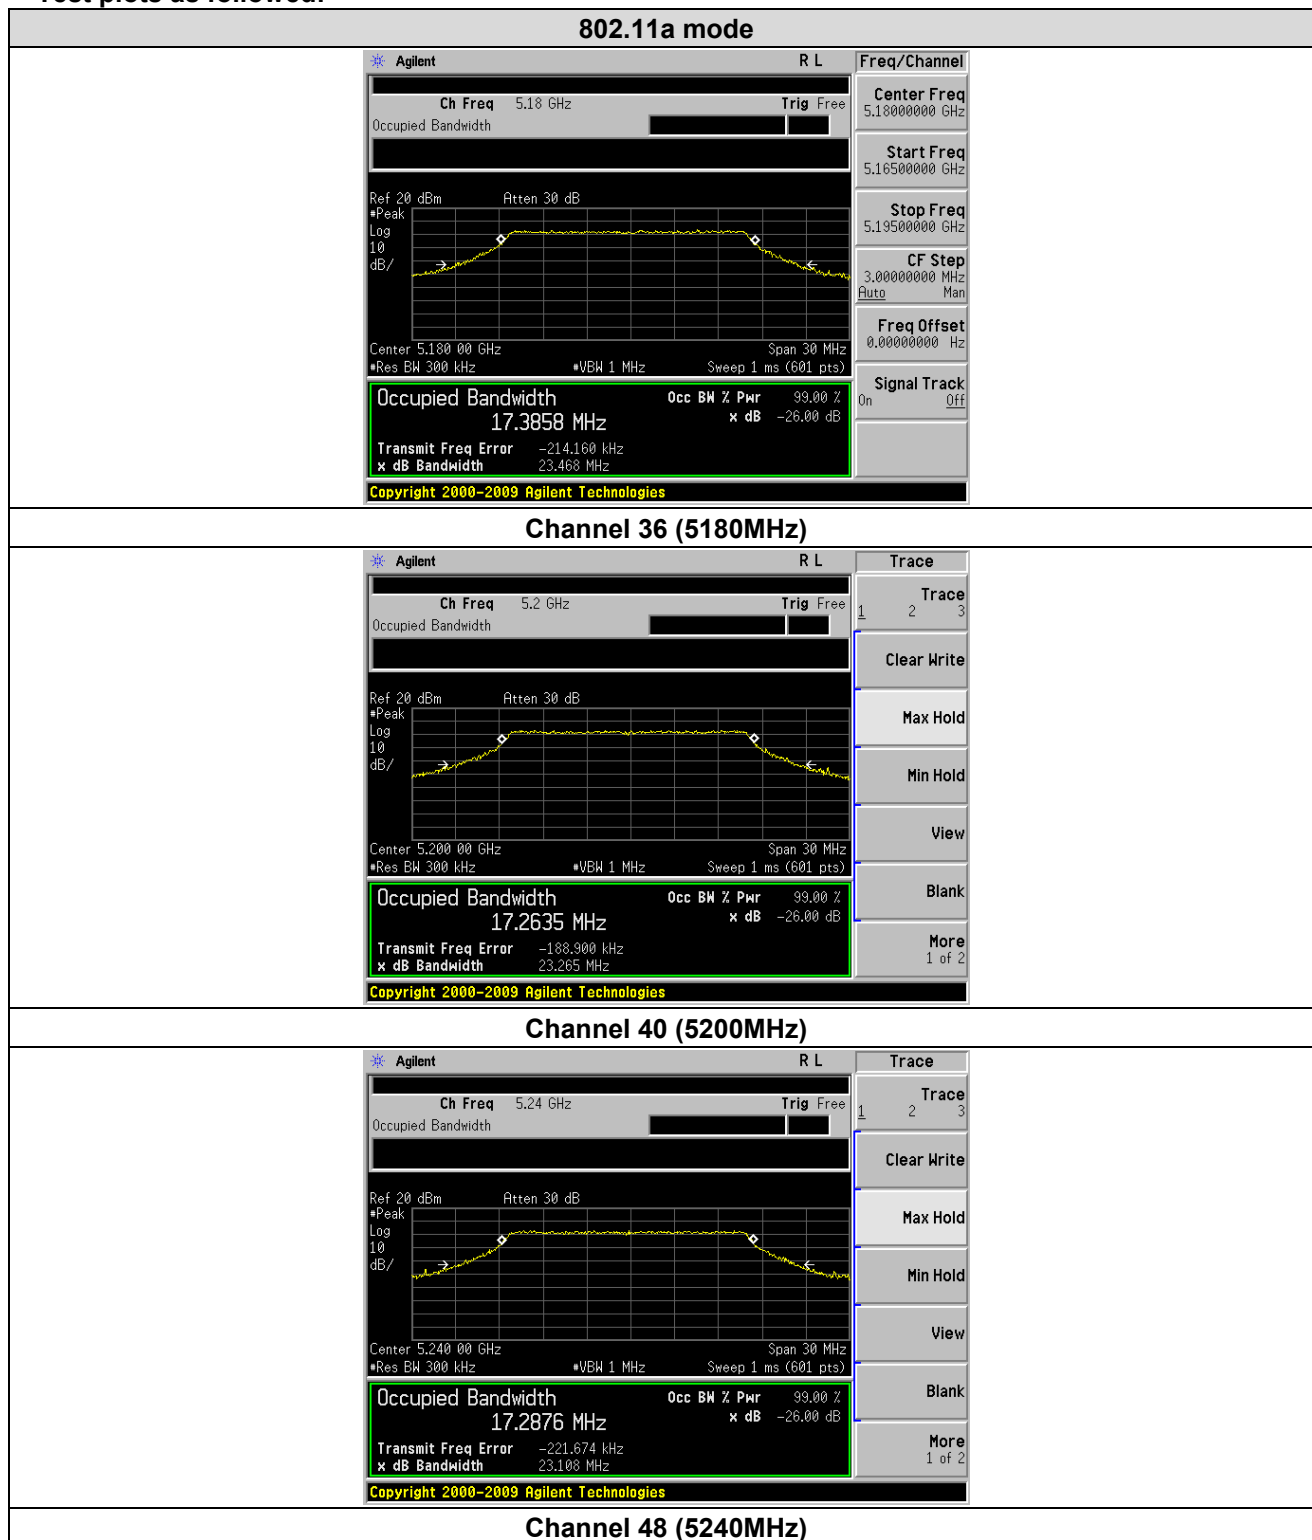 802.11a mode
Agilent R L Freq/Channel
Ch Freq 5.18 GHz Trig Free
Occupied Bandwidth
Center Freq
5.18000000 GHz
Start Freq
5.16500000 GHz
Stop Freq
5.19500000 GHz
CF Step
3.00000000 MHz
Auto Man
Freq Offset
0.00000000 Hz
Signal Track
On Off
Ref 20 dBm Atten 30 dB
#Peak
Log
10
dB/
Center 5.180 00 GHz Span 30 MHz
#Res BW 300 kHz #VBW 1 MHz Sweep 1 ms (601 pts)
Occupied Bandwidth Occ BW % Pwr 99.00 %
17.3858 MHz x dB -26.00 dB
Transmit Freq Error -214.160 kHz
x dB Bandwidth 23.468 MHz
Copyright 2000-2009 Agilent Technologies
Channel 36 (5180MHz)
Agilent R L Trace
Ch Freq 5.2 GHz Trig Free
Occupied Bandwidth
Trace
1 2 3
Clear Write
Max Hold
Min Hold
View
Blank
More
1 of 2
Ref 20 dBm Atten 30 dB
#Peak
Log
10
dB/
Center 5.200 00 GHz Span 30 MHz
#Res BW 300 kHz #VBW 1 MHz Sweep 1 ms (601 pts)
Occupied Bandwidth Occ BW % Pwr 99.00 %
17.2635 MHz x dB -26.00 dB
Transmit Freq Error -188.900 kHz
x dB Bandwidth 23.265 MHz
Copyright 2000-2009 Agilent Technologies
Channel 40 (5200MHz)
Agilent R L Trace
Ch Freq 5.24 GHz Trig Free
Occupied Bandwidth
Trace
1 2 3
Clear Write
Max Hold
Min Hold
View
Blank
More
1 of 2
Ref 20 dBm Atten 30 dB
#Peak
Log
10
dB/
Center 5.240 00 GHz Span 30 MHz
#Res BW 300 kHz #VBW 1 MHz Sweep 1 ms (601 pts)
Occupied Bandwidth Occ BW % Pwr 99.00 %
17.2876 MHz x dB -26.00 dB
Transmit Freq Error -221.674 kHz
x dB Bandwidth 23.108 MHz
Copyright 2000-2009 Agilent Technologies
Channel 48 (5240MHz)